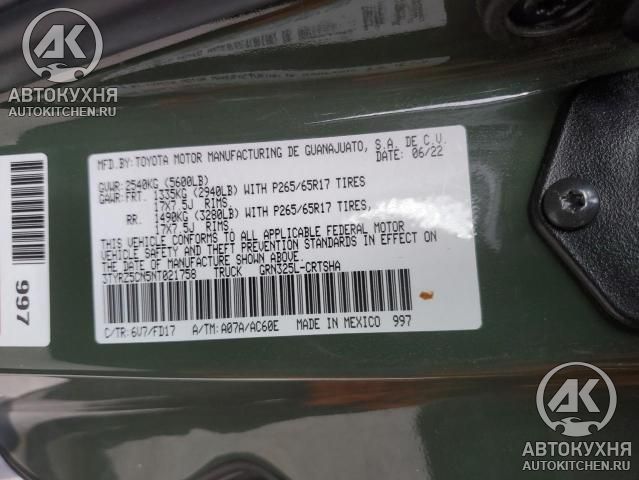 АВТОКУХНЯ
AUTOKITCHEN.RU
MFD.BY: TOYOTA MOTOR MANUFACTURING DE GUANAJUATO, S.A. DE C.V.
DATE: 06/22
GVWR: 2540KG (5600LB)
GAWR: FRT. 1335KG (2940LB) WITH P265/65R17 TIRES
17X7.5J RIMS,
RR. 1490KG (3280LB) WITH P265/65R17 TIRES,
17X7.5J RIMS.
THIS VEHICLE CONFORMS TO ALL APPLICABLE FEDERAL MOTOR
VEHICLE SAFETY AND THEFT PREVENTION STANDARDS IN EFFECT ON
THE DATE OF MANUFACTURE SHOWN ABOVE.
3TYRZ5CN5NT021758 TRUCK GRN325L-CRTSHA
C/TR: 6V7/FD17 A/TM: A07A/AC60E MADE IN MEXICO 997
997
АВТОКУХНЯ
AUTOKITCHEN.RU